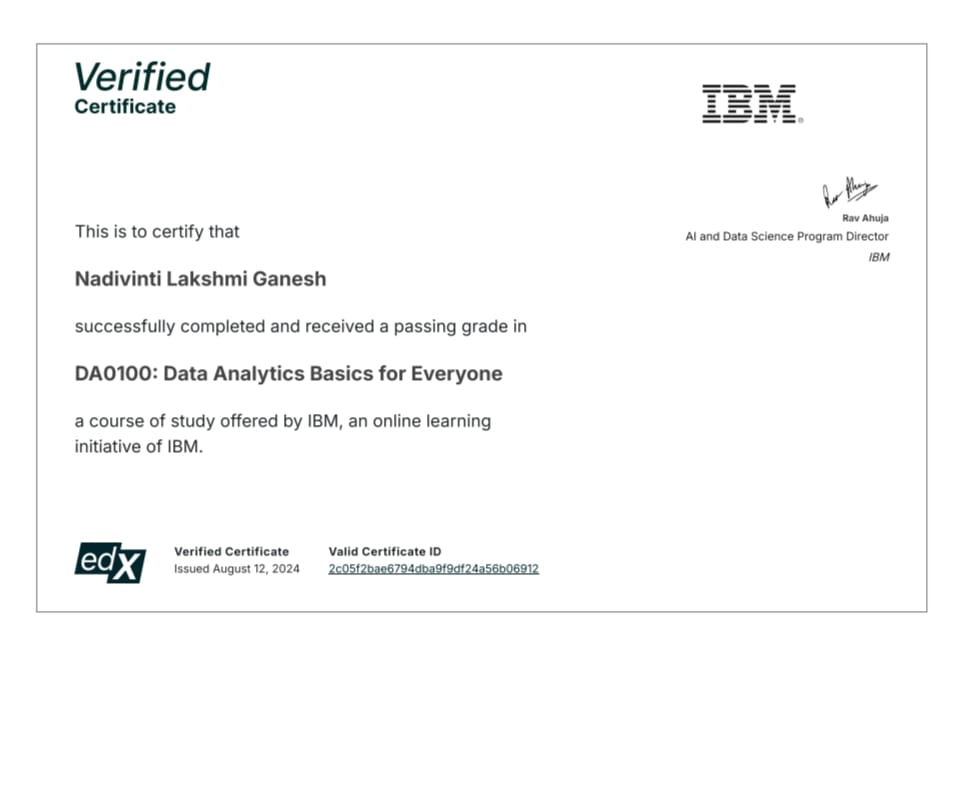 Verified
Certificate
IBM®
Rav Ahuja
AI and Data Science Program Director
IBM
This is to certify that
Nadivinti Lakshmi Ganesh
successfully completed and received a passing grade in
DA0100: Data Analytics Basics for Everyone
a course of study offered by IBM, an online learning
initiative of IBM.
edX
Verified Certificate
Issued August 12, 2024
Valid Certificate ID
2c05f2bae6794dba9f9df24a56b06912